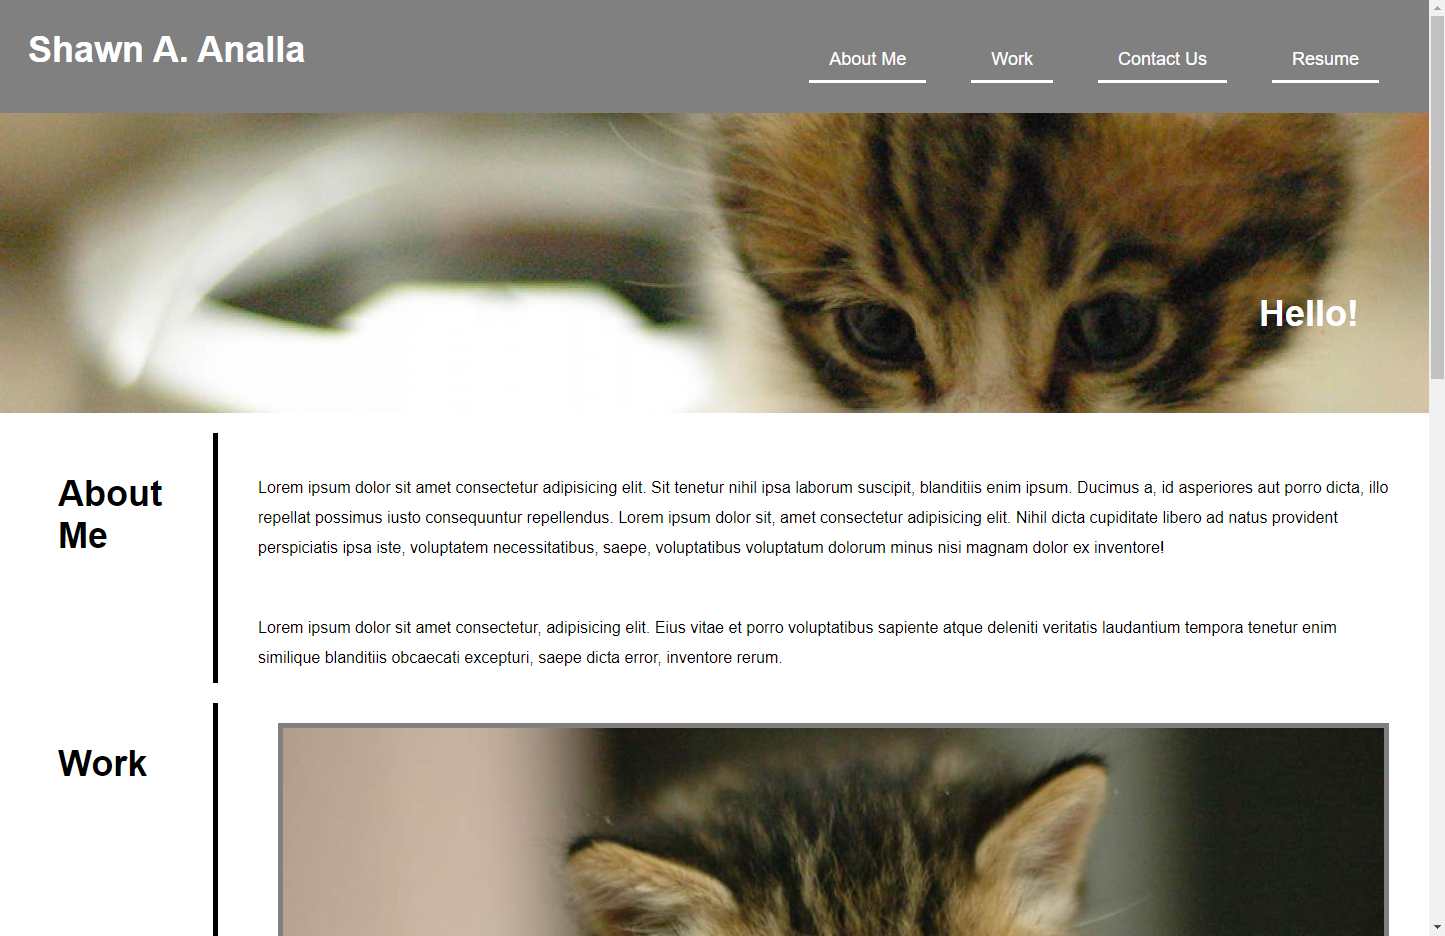 Shawn A. Analla
About Me
Work
Contact Us
Resume
Hello!
About
Me
Lorem ipsum dolor sit amet consectetur adipisicing elit. Sit tenetur nihil ipsa laborum suscipit, blanditiis enim ipsum. Ducimus a, id asperiores aut porro dicta, illo
repellat possimus iusto consequuntur repellendus. Lorem ipsum dolor sit, amet consectetur adipisicing elit. Nihil dicta cupiditate libero ad natus provident
perspiciatis ipsa iste, voluptatem necessitatibus, saepe, voluptatibus voluptatum dolorum minus nisi magnam dolor ex inventore!
Lorem ipsum dolor sit amet consectetur, adipisicing elit. Eius vitae et porro voluptatibus sapiente atque deleniti veritatis laudantium tempora tenetur enim
similique blanditiis obcaecati excepturi, saepe dicta error, inventore rerum.
Work